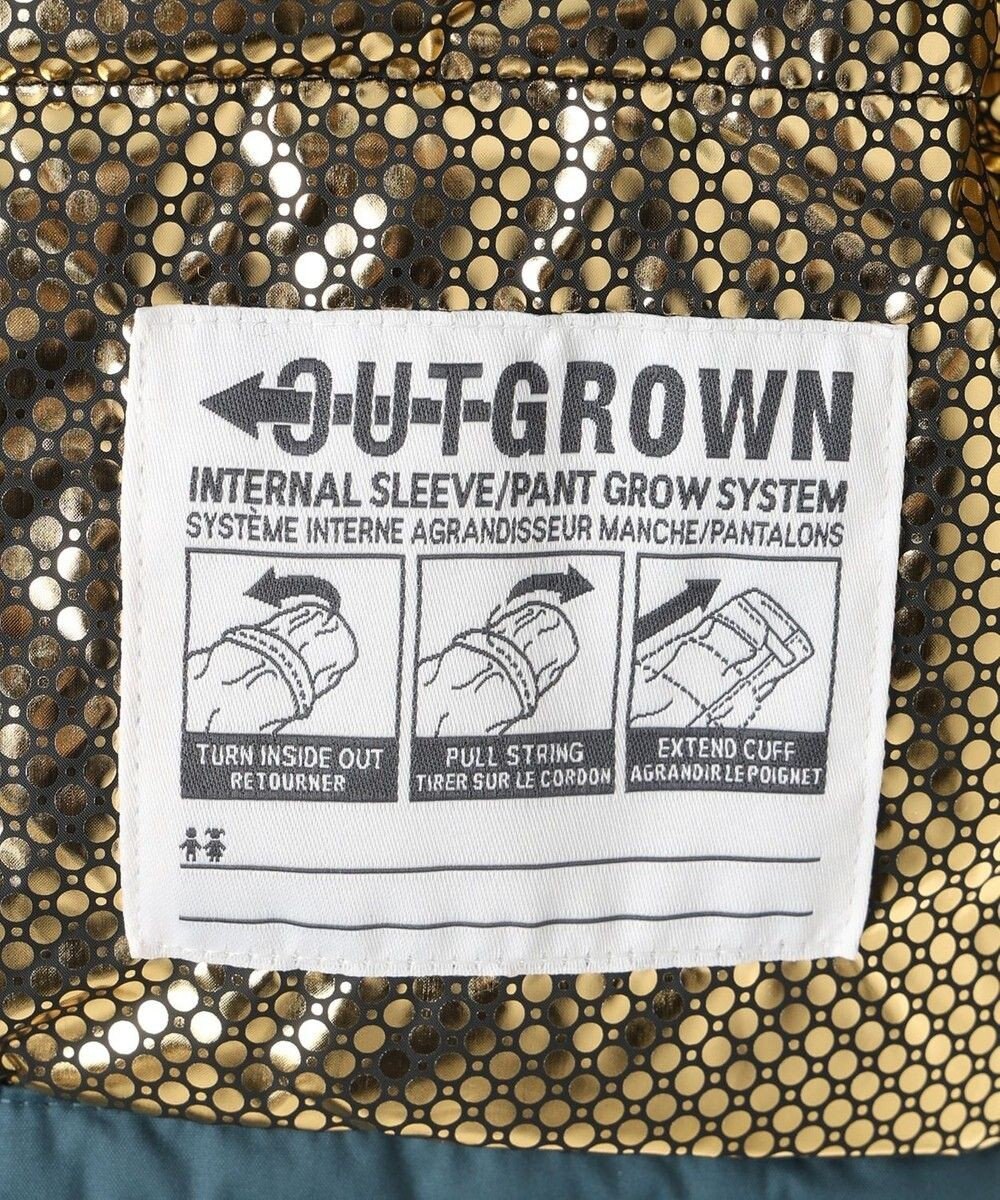 OUTGROWN
INTERNAL SLEEVE/PANT GROW SYSTEM
SYSTÈME INTERNE AGRANDISSEUR MANCHE/PANTALONS
TURN INSIDE OUT
RETOURNER
PULL STRING
TIRER SUR LE CORDON
EXTEND CUFF
AGRANDIR LE POIGNET